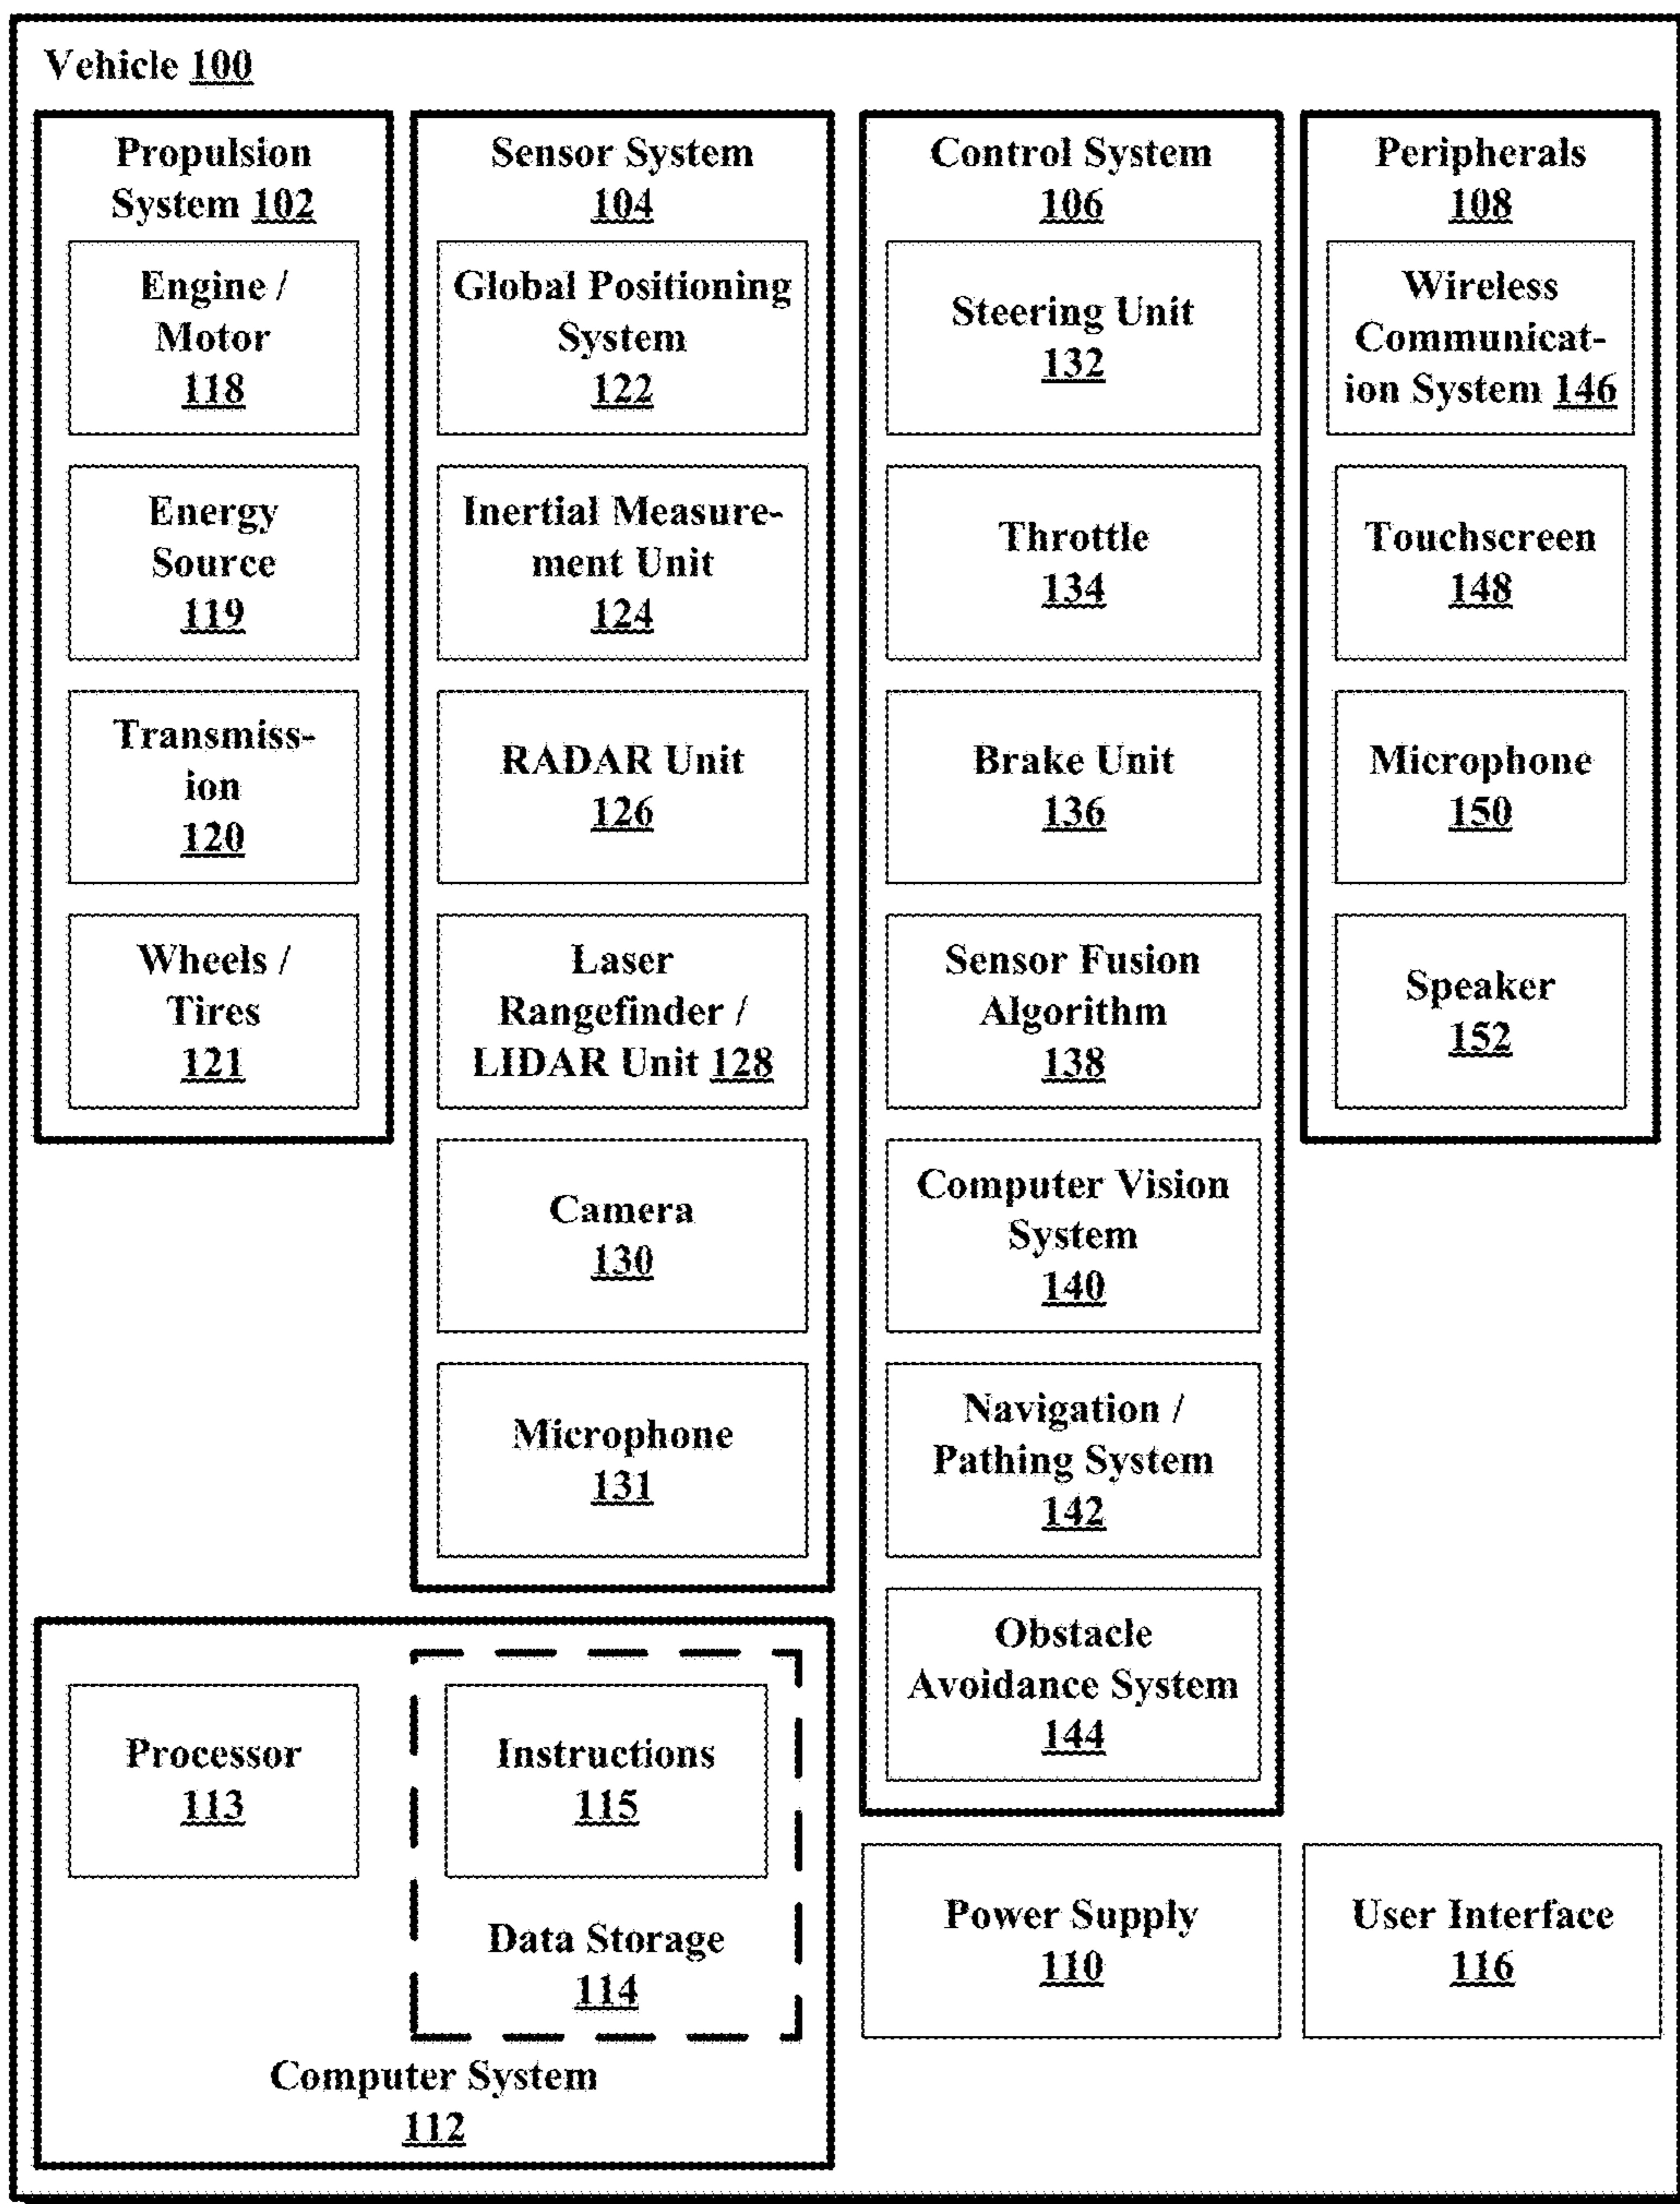 Vehicle 100
Propulsion
System 102
Engine /
Motor
118
Energy
Source
119
Transmiss-
ion
120
Wheels /
Tires
121
Sensor System
104
Global Positioning
System
122
Inertial Measure-
ment Unit
124
RADAR Unit
126
Laser
Rangefinder /
LIDAR Unit 128
Camera
130
Microphone
131
Control System
106
Steering Unit
132
Throttle
134
Brake Unit
136
Sensor Fusion
Algorithm
138
Computer Vision
System
140
Navigation /
Pathing System
142
Obstacle
Avoidance System
144
Peripherals
108
Wireless
Communicat-
ion System 146
Touchscreen
148
Microphone
150
Speaker
152
Processor
113
Instructions
115
Data Storage
114
Computer System
112
Power Supply
110
User Interface
116